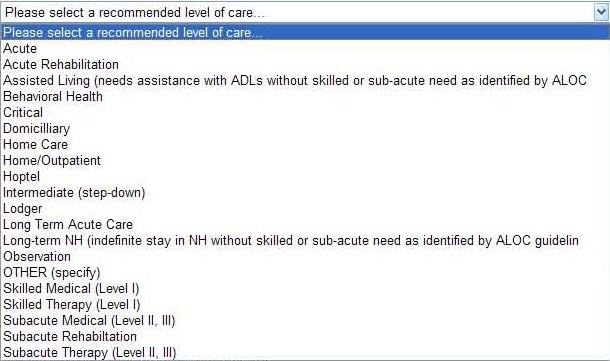 Please select a recommended level of care...
Please select a recommended level of care...
Acute
Acute Rehabilitation
Assisted Living (needs assistance with ADLs without skilled or sub-acute need as identified by ALOC
Behavioral Health
Critical
Domicilliary
Home Care
Home/Outpatient
Hoptel
Intermediate (step-down)
Lodger
Long Term Acute Care
Long-term NH (indefinite stay in NH without skilled or sub-acute need as identified by ALOC guidelin
Observation
OTHER (specify)
Skilled Medical (Level I)
Skilled Therapy (Level I)
Subacute Medical (Level II, III)
Subacute Rehabiltation
Subacute Therapy (Level II, III)